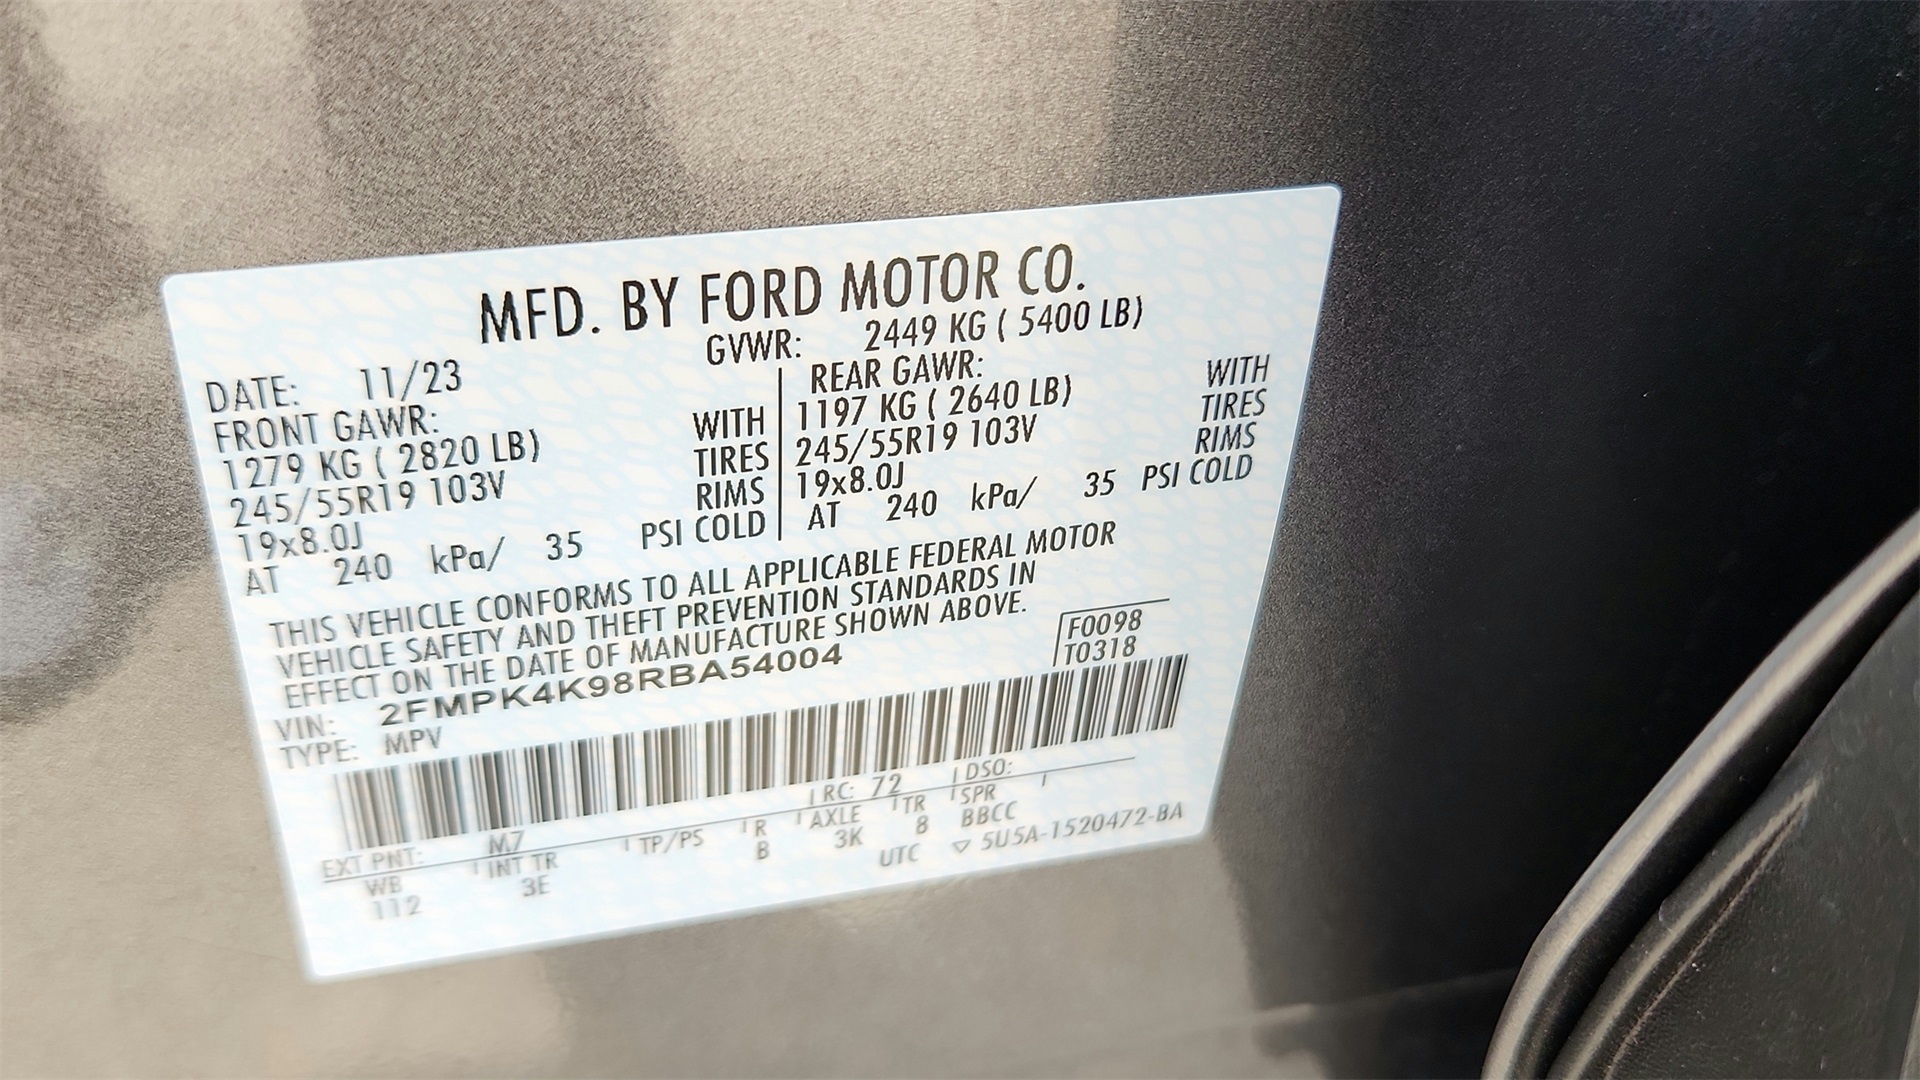 MFD. BY FORD MOTOR CO.
DATE: 11/23 GVWR: 2449 KG ( 5400 LB)
FRONT GAWR: REAR GAWR:
1279 KG ( 2820 LB) WITH 1197 KG ( 2640 LB) WITH
245/55R19 103V TIRES 245/55R19 103V TIRES
19x8.0J RIMS 19x8.0J RIMS
AT 240 kPa/ 35 PSI COLD AT 240 kPa/ 35 PSI COLD
THIS VEHICLE CONFORMS TO ALL APPLICABLE FEDERAL MOTOR
VEHICLE SAFETY AND THEFT PREVENTION STANDARDS IN
EFFECT ON THE DATE OF MANUFACTURE SHOWN ABOVE.
VIN: 2FMPK4K98RBA54004 F0098
TYPE: MPV T0318
EXT PNT: M7 RC: 72 DSO:
WB INT TR TP/PS R AXLE TR SPR
112 3E B 3K 8 BBCC
UTC ▽ 5U5A-1520472-BA